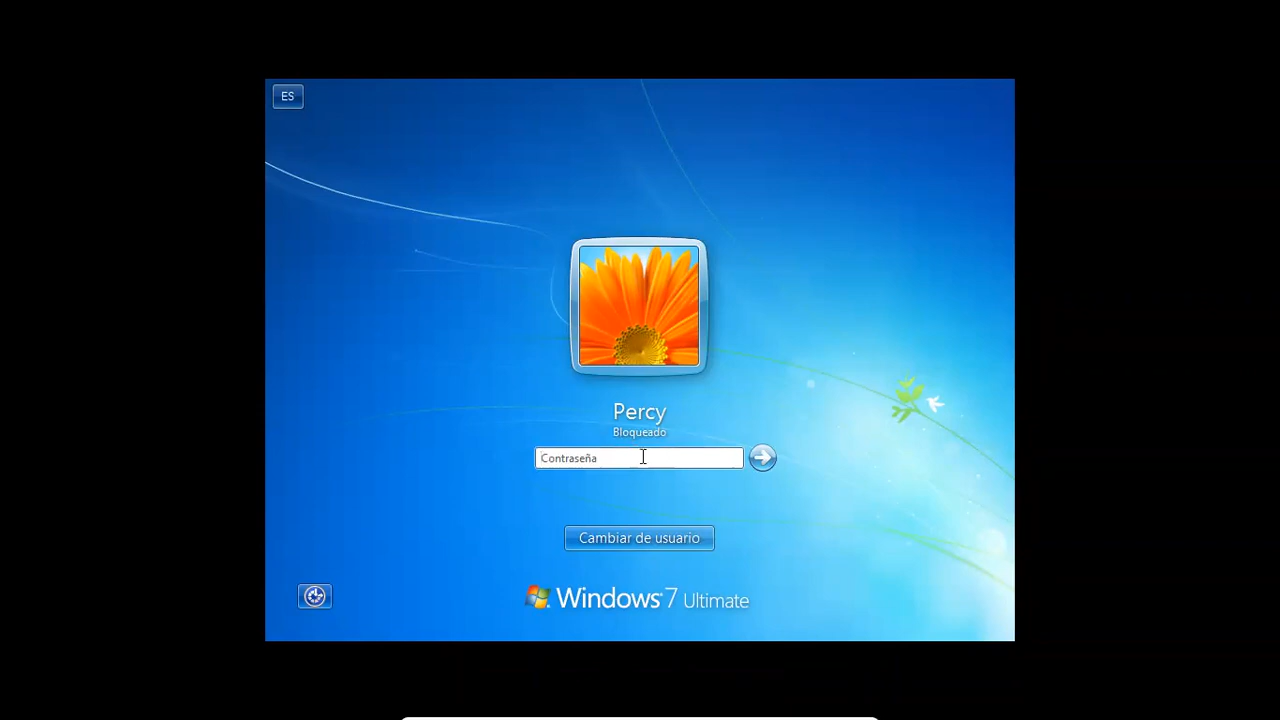 ES
Percy
Bloqueado
Contraseña
Cambiar de usuario
Windows 7 Ultimate